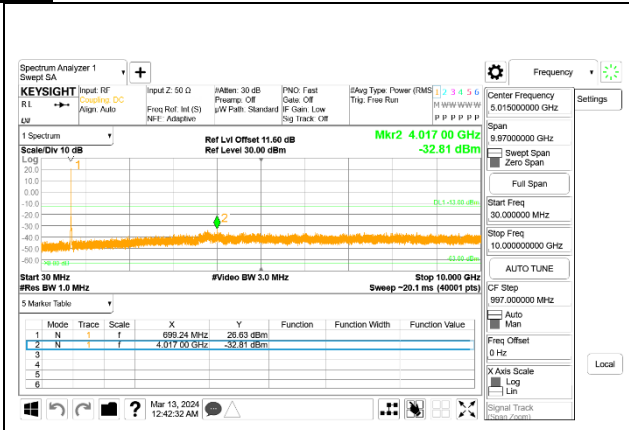 Spectrum Analyzer 1
Swept SA
Frequency
KEYSIGHT Input: RF Input Z: 50 Ω #Atten: 30 dB PNO: Fast #Avg Type: Power (RMS 1 2 3 4 5 6
R L Coupling: DC Preamp: Off Gate: Off Trig: Free Run M W W W W W
Align: Auto Freq Ref: Int (S) µW Path: Standard IF Gain: Low P P P P P P
NFE: Adaptive Sig Track: Off
1 Spectrum
Scale/Div 10 dB
Ref Lvl Offset 11.60 dB
Ref Level 30.00 dBm
Mkr2 4.017 00 GHz
-32.81 dBm
Log
1
20.0
10.0
0.00
-10.0
DL1 -13.00 dBm
-20.0
2
-30.0
-40.0
-50.0
-60.0
Start 30 MHz #Video BW 3.0 MHz Stop 10.000 GHz
#Res BW 1.0 MHz Sweep ~20.1 ms (40001 pts)
5 Marker Table
Mode Trace Scale X Y Function Function Width Function Value
1 N 1 f 699.24 MHz 26.63 dBm
2 N 1 f 4.017 00 GHz -32.81 dBm
3
4
5
6
Mar 13, 2024
12:42:32 AM
?
Center Frequency
5.015000000 GHz
Settings
Span
9.97000000 GHz
Swept Span
Zero Span
Full Span
Start Freq
30.000000 MHz
Stop Freq
10.000000000 GHz
AUTO TUNE
CF Step
997.000000 MHz
Auto
Man
Freq Offset
0 Hz
X Axis Scale
Log
Lin
Local
Signal Track
(Span Zoom)